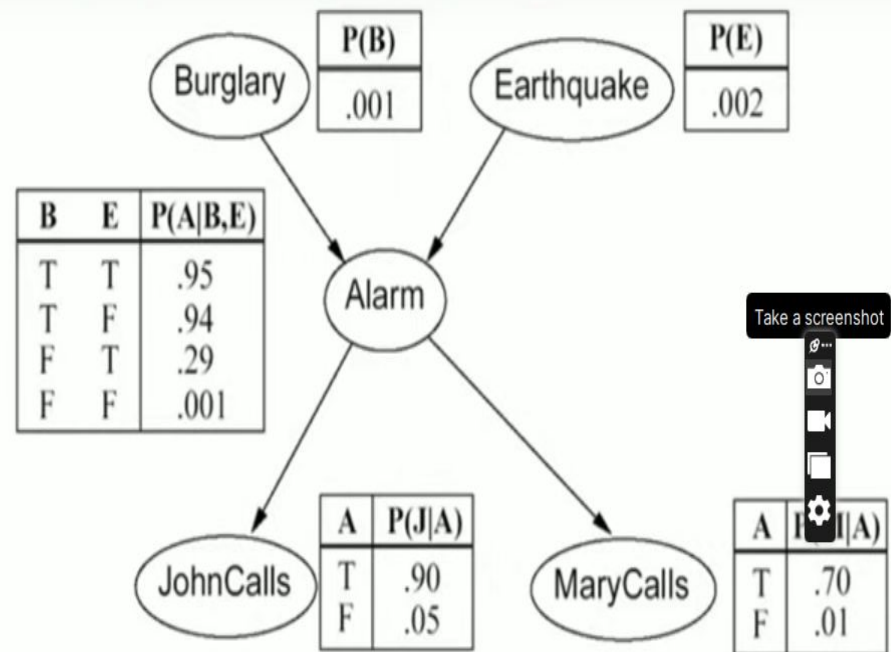 P(B)
P(E)
Burglary
.001
Earthquake
.002
B E P(A|B,E)
T T .95
T F .94
F T .29
F F .001
Alarm
Take a screenshot
A P(J|A)
T .90
F .05
JohnCalls
MaryCalls
A
T .70
F .01